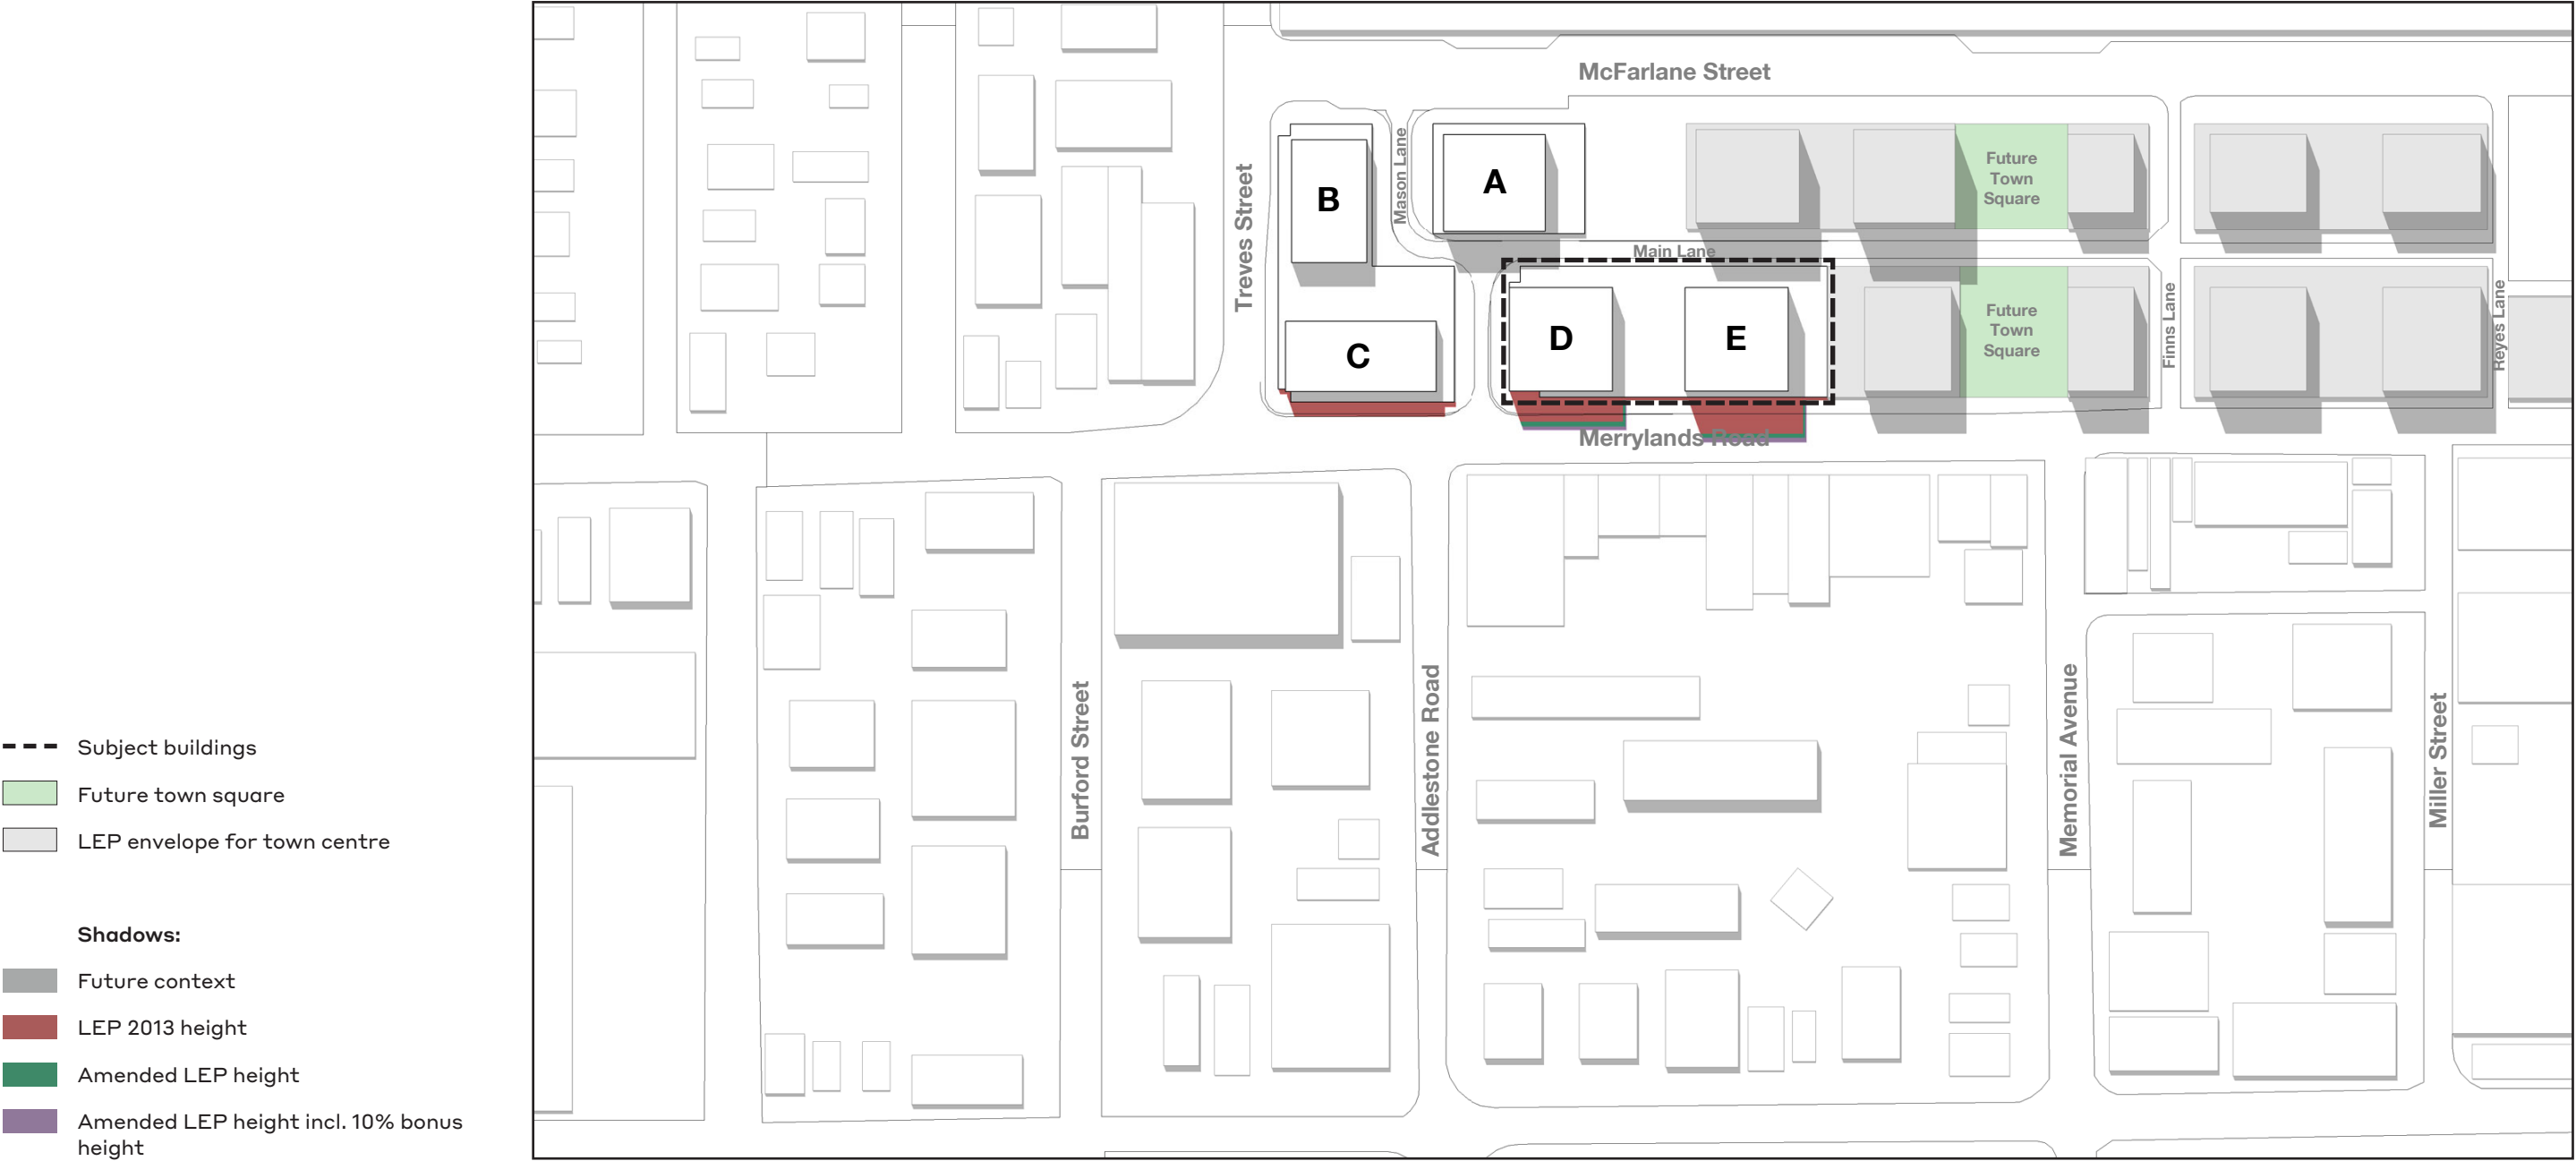 McFarlane Street
Treves Street
Mason Lane
B
A
Future
Town
Square
Main Lane
C
D
E
Future
Town
Square
Finns Lane
Reyes Lane
Merrylands Road
Burford Street
Addlestone Road
Memorial Avenue
Miller Street
Subject buildings
Future town square
LEP envelope for town centre
Shadows:
Future context
LEP 2013 height
Amended LEP height
Amended LEP height incl. 10% bonus
height